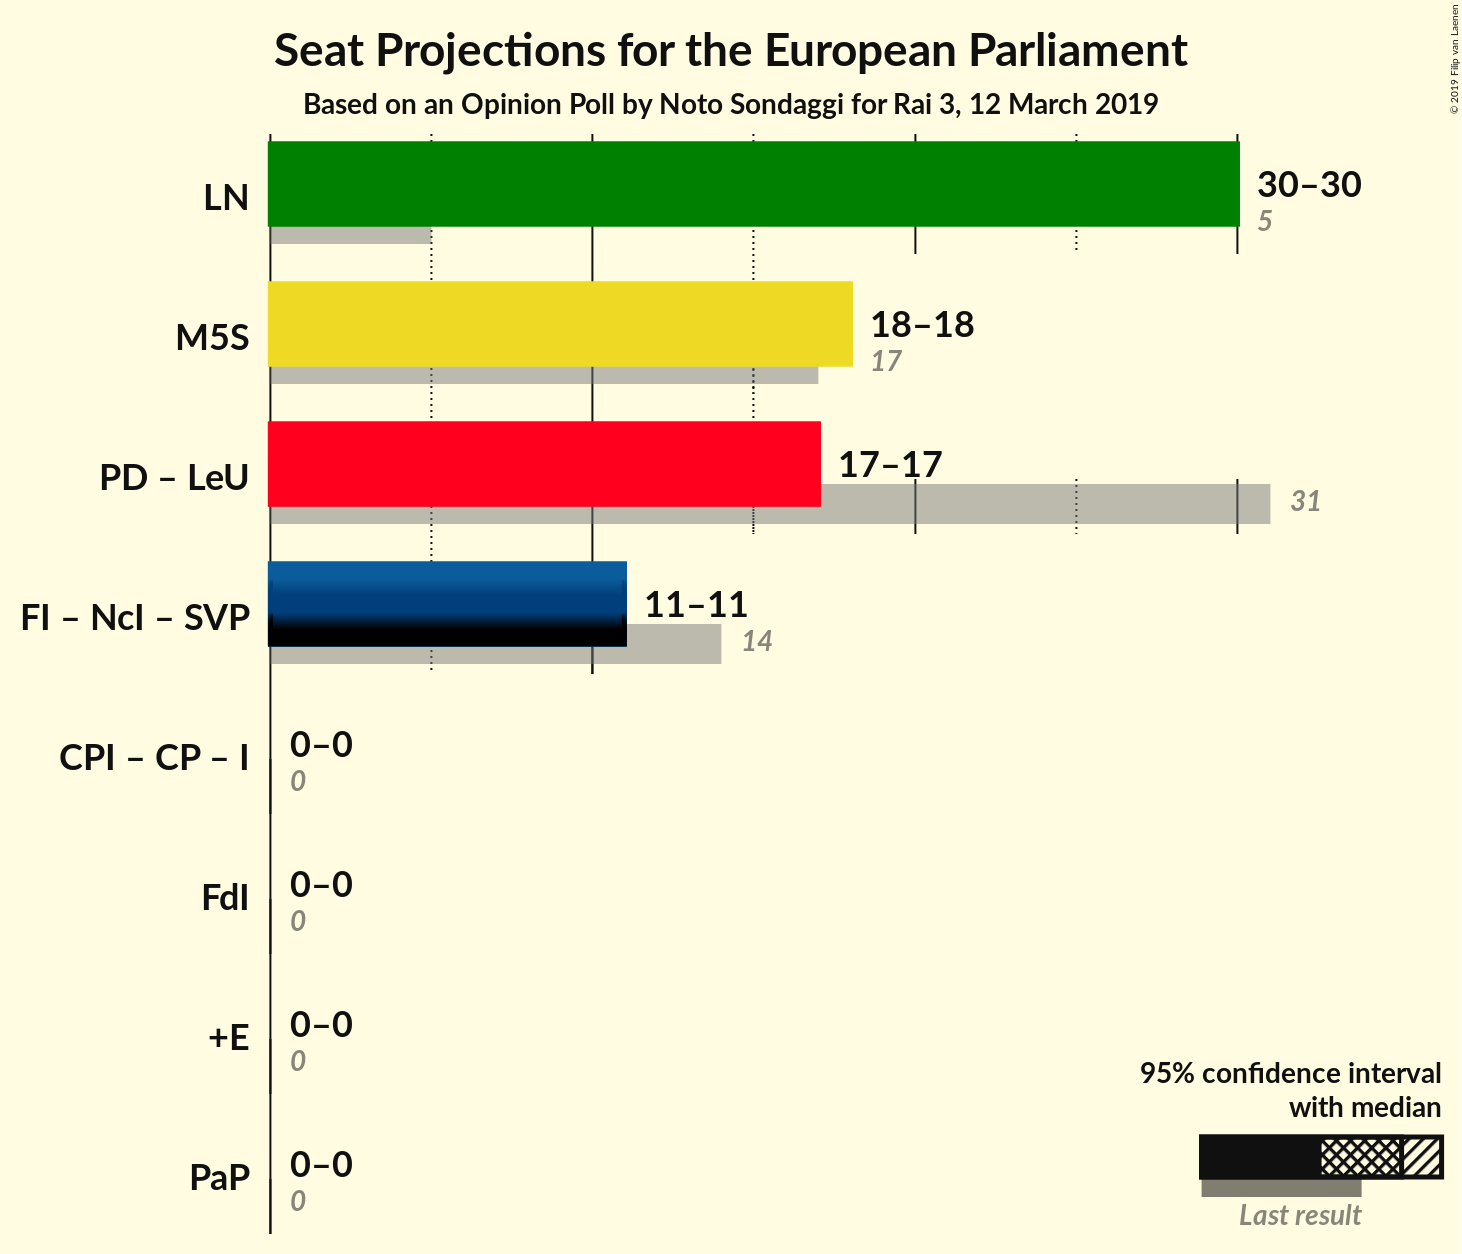 Seat Projections for the European Parliament
Based on an Opinion Poll by Noto Sondaggi for Rai 3, 12 March 2019
© 2019 Filip van Laenen
LN
30–30
5
M5S
18–18
17
PD – LeU
17–17
31
FI – NcI – SVP
11–11
14
CPI – CP – I
0–0
0
FdI
0–0
0
+E
0–0
0
PaP
0–0
0
95% confidence interval
with median
Last result